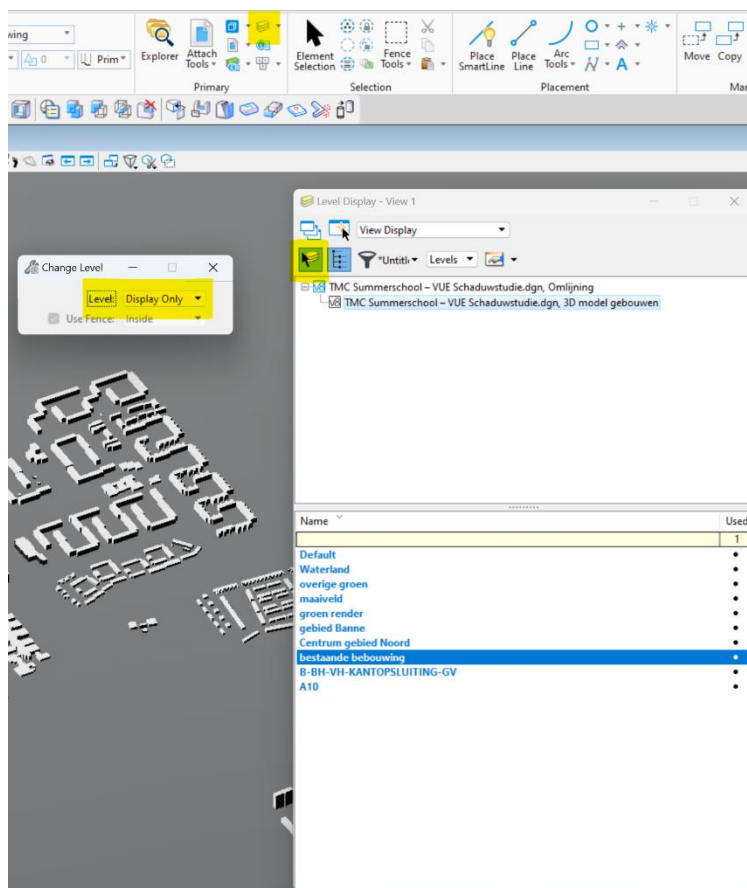 wing
0
Prim
Explorer
Attach
Tools
Primary
Element
Selection
Fence
Tools
Selection
Place
SmartLine
Place
Line
Arc
Tools
Placement
Move
Copy
Level Display - View 1
View Display
"Untitl
Levels
Change Level
Level: Display Only
Use Fence: Inside
V8 TMC Summerschool – VUE Schaduwstudie.dgn, Omlijning
V8 TMC Summerschool – VUE Schaduwstudie.dgn, 3D model gebouwen
Name
Used
1
Default
Waterland
overige groen
maaiveld
groen render
gebied Banne
Centrum gebied Noord
bestaande bebouwing
B-BH-VH-KANTOPSLUITING-GV
A10